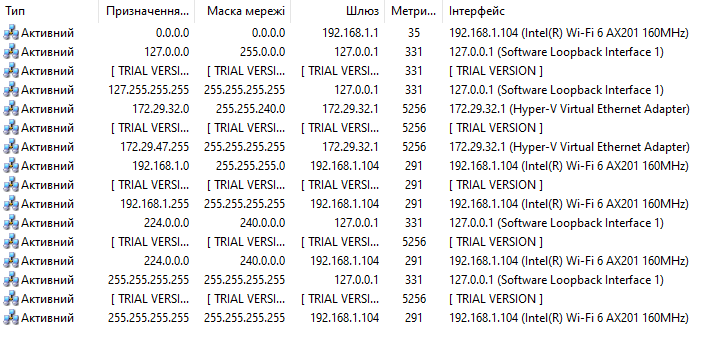 Тип Призначення... Маска мережі Шлюз Метри... Інтерфейс
Активний 0.0.0.0 0.0.0.0 192.168.1.1 35 192.168.1.104 (Intel(R) Wi-Fi 6 AX201 160MHz)
Активний 127.0.0.0 255.0.0.0 127.0.0.1 331 127.0.0.1 (Software Loopback Interface 1)
Активний [ TRIAL VERSI... [ TRIAL VERSI... [ TRIAL VERSI... 331 [ TRIAL VERSION ]
Активний 127.255.255.255 255.255.255.255 127.0.0.1 331 127.0.0.1 (Software Loopback Interface 1)
Активний 172.29.32.0 255.255.240.0 172.29.32.1 5256 172.29.32.1 (Hyper-V Virtual Ethernet Adapter)
Активний [ TRIAL VERSI... [ TRIAL VERSI... [ TRIAL VERSI... 5256 [ TRIAL VERSION ]
Активний 172.29.47.255 255.255.255.255 172.29.32.1 5256 172.29.32.1 (Hyper-V Virtual Ethernet Adapter)
Активний 192.168.1.0 255.255.255.0 192.168.1.104 291 192.168.1.104 (Intel(R) Wi-Fi 6 AX201 160MHz)
Активний [ TRIAL VERSI... [ TRIAL VERSI... [ TRIAL VERSI... 291 [ TRIAL VERSION ]
Активний 192.168.1.255 255.255.255.255 192.168.1.104 291 192.168.1.104 (Intel(R) Wi-Fi 6 AX201 160MHz)
Активний 224.0.0.0 240.0.0.0 127.0.0.1 331 127.0.0.1 (Software Loopback Interface 1)
Активний [ TRIAL VERSI... [ TRIAL VERSI... [ TRIAL VERSI... 5256 [ TRIAL VERSION ]
Активний 224.0.0.0 240.0.0.0 192.168.1.104 291 192.168.1.104 (Intel(R) Wi-Fi 6 AX201 160MHz)
Активний 255.255.255.255 255.255.255.255 127.0.0.1 331 127.0.0.1 (Software Loopback Interface 1)
Активний [ TRIAL VERSI... [ TRIAL VERSI... [ TRIAL VERSI... 5256 [ TRIAL VERSION ]
Активний 255.255.255.255 255.255.255.255 192.168.1.104 291 192.168.1.104 (Intel(R) Wi-Fi 6 AX201 160MHz)